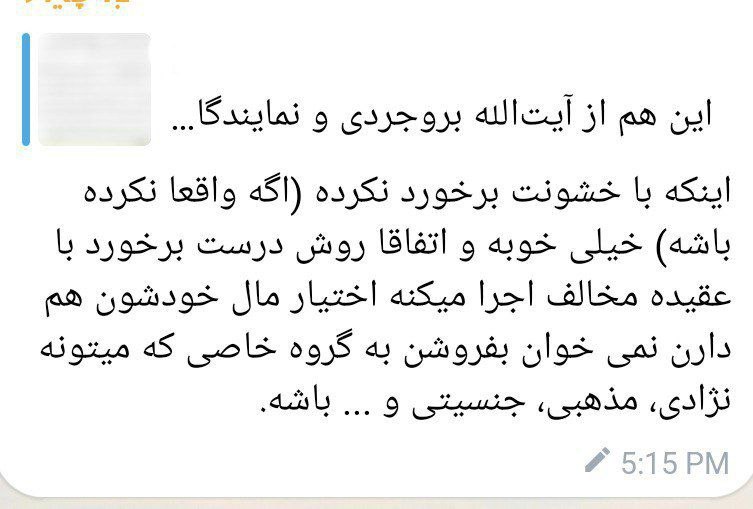 این هم از آیت‌الله بروجردی و نمایندگا...
اینکه با خشونت برخورد نکرده (اگه واقعا نکرده
باشه) خیلی خوبه و اتفاقا روش درست برخورد با
عقیده مخالف اجرا میکنه اختیار مال خودشون هم
دارن نمی خوان بفروشن به گروه خاصی که میتونه
نژادی، مذهبی، جنسیتی و ... باشه.
5:15 PM